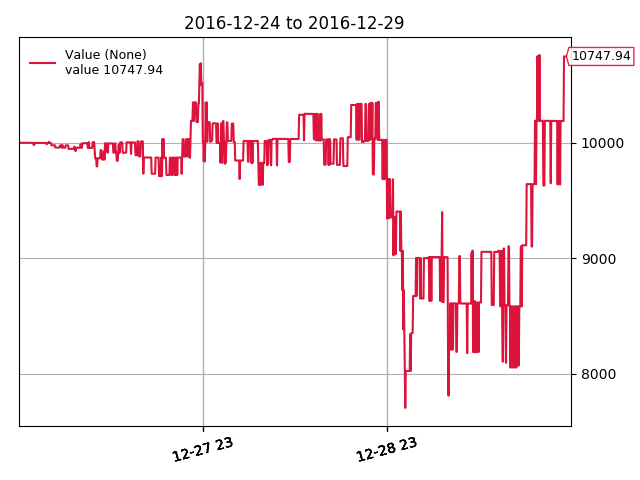 2016-12-24 to 2016-12-29
Value (None)
value 10747.94
10747.94
10000
9000
8000
12-27 23
12-28 23